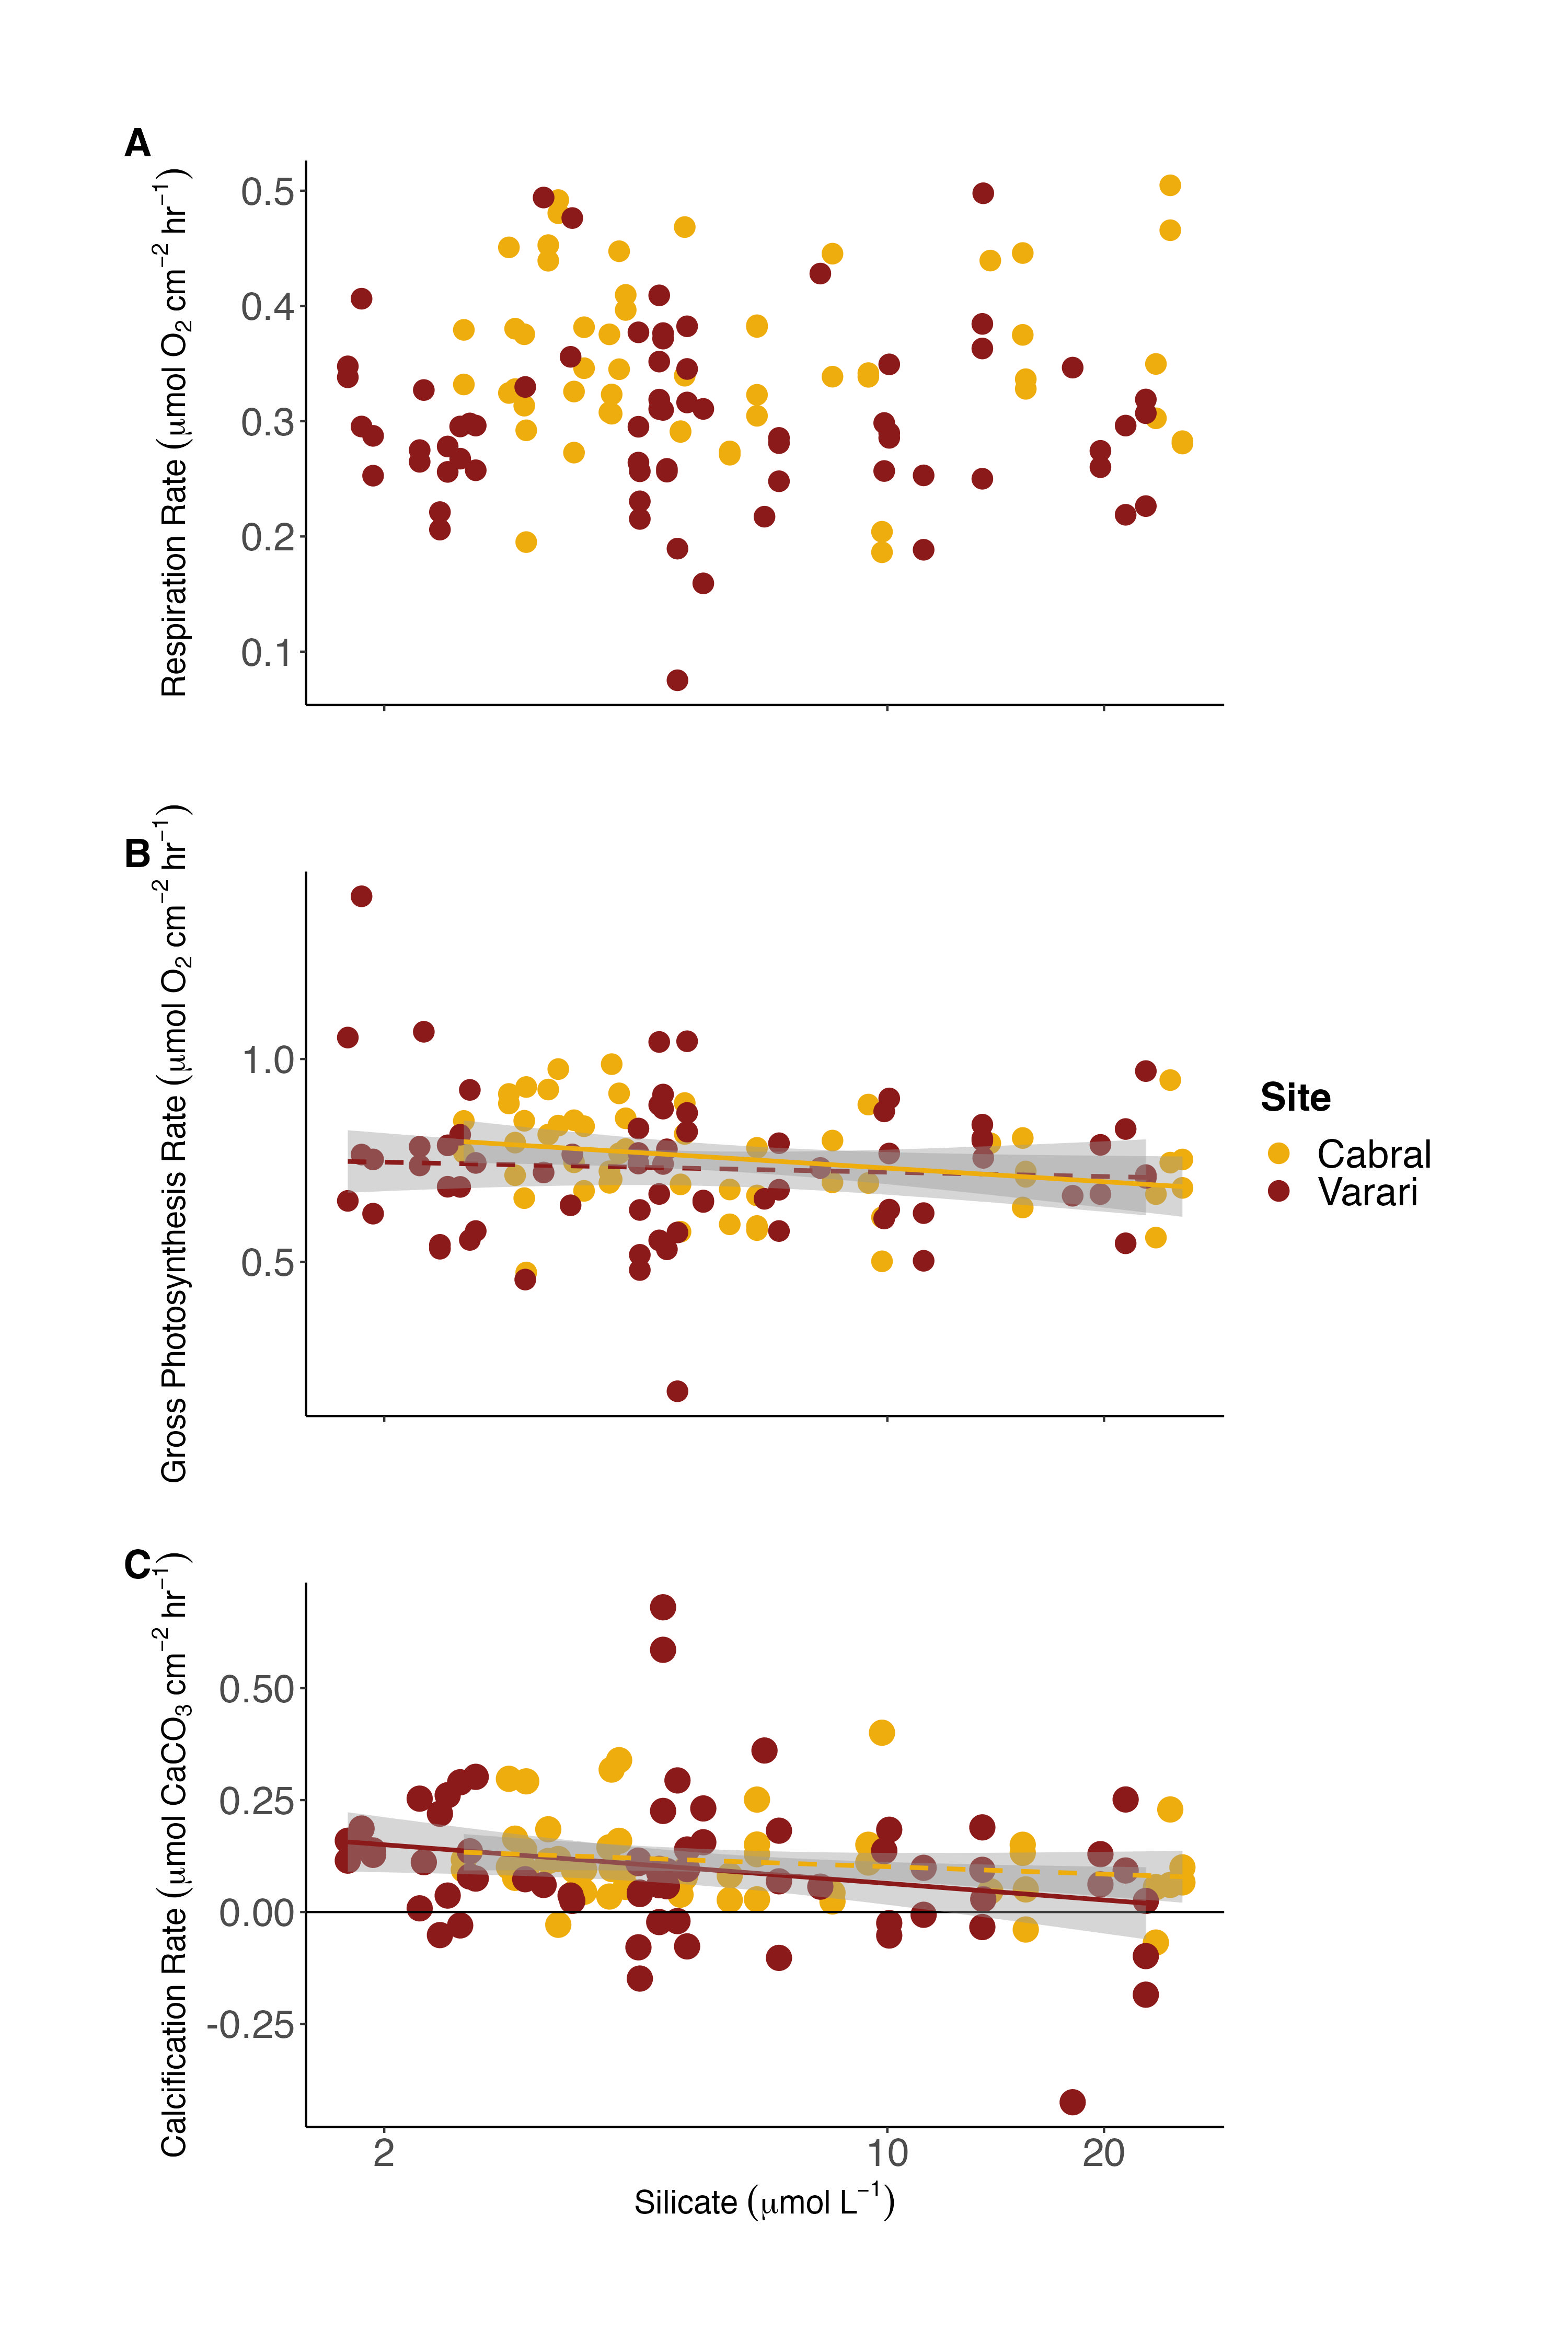 A
Respiration Rate (μmol O₂ cm⁻² hr⁻¹)
0.5
0.4
0.3
0.2
0.1
B
Gross Photosynthesis Rate (μmol O₂ cm⁻² hr⁻¹)
1.0
0.5
Site
Cabral
Varari
C
Calcification Rate (μmol CaCO₃ cm⁻² hr⁻¹)
0.50
0.25
0.00
-0.25
2 10 20
Silicate (μmol L⁻¹)